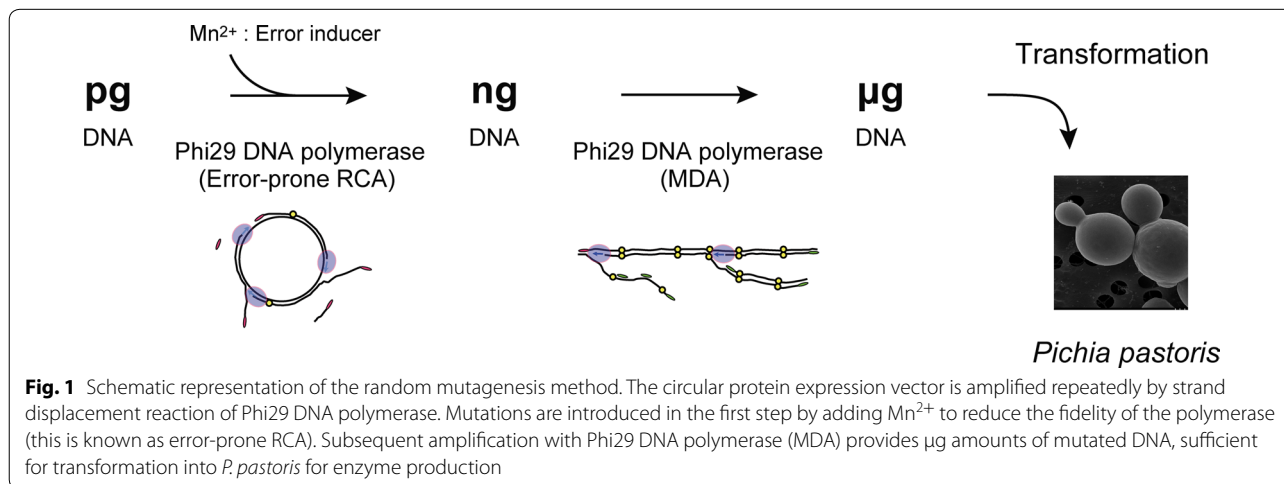 Mn2+ : Error inducer
Transformation
pg
ng
µg
DNA
DNA
DNA
Phi29 DNA polymerase
(Error-prone RCA)
Phi29 DNA polymerase
(MDA)
Pichia pastoris
Fig. 1 Schematic representation of the random mutagenesis method. The circular protein expression vector is amplified repeatedly by strand
displacement reaction of Phi29 DNA polymerase. Mutations are introduced in the first step by adding Mn2+ to reduce the fidelity of the polymerase
(this is known as error-prone RCA). Subsequent amplification with Phi29 DNA polymerase (MDA) provides µg amounts of mutated DNA, sufficient
for transformation into P. pastoris for enzyme production